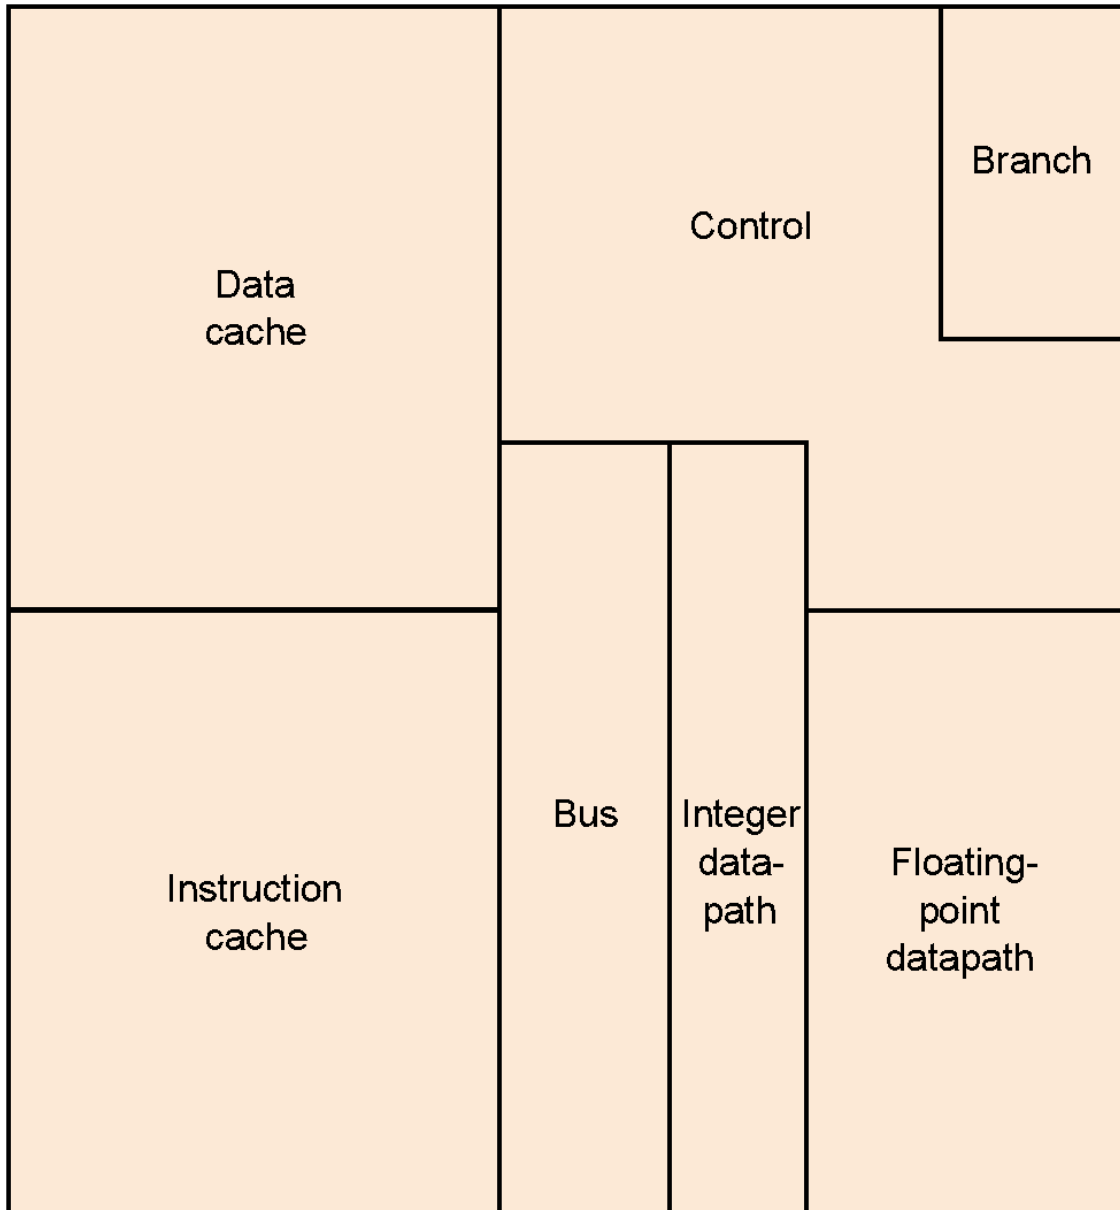 Branch
Control
Data
cache
Bus
Integer
data-
path
Floating-
point
datapath
Instruction
cache